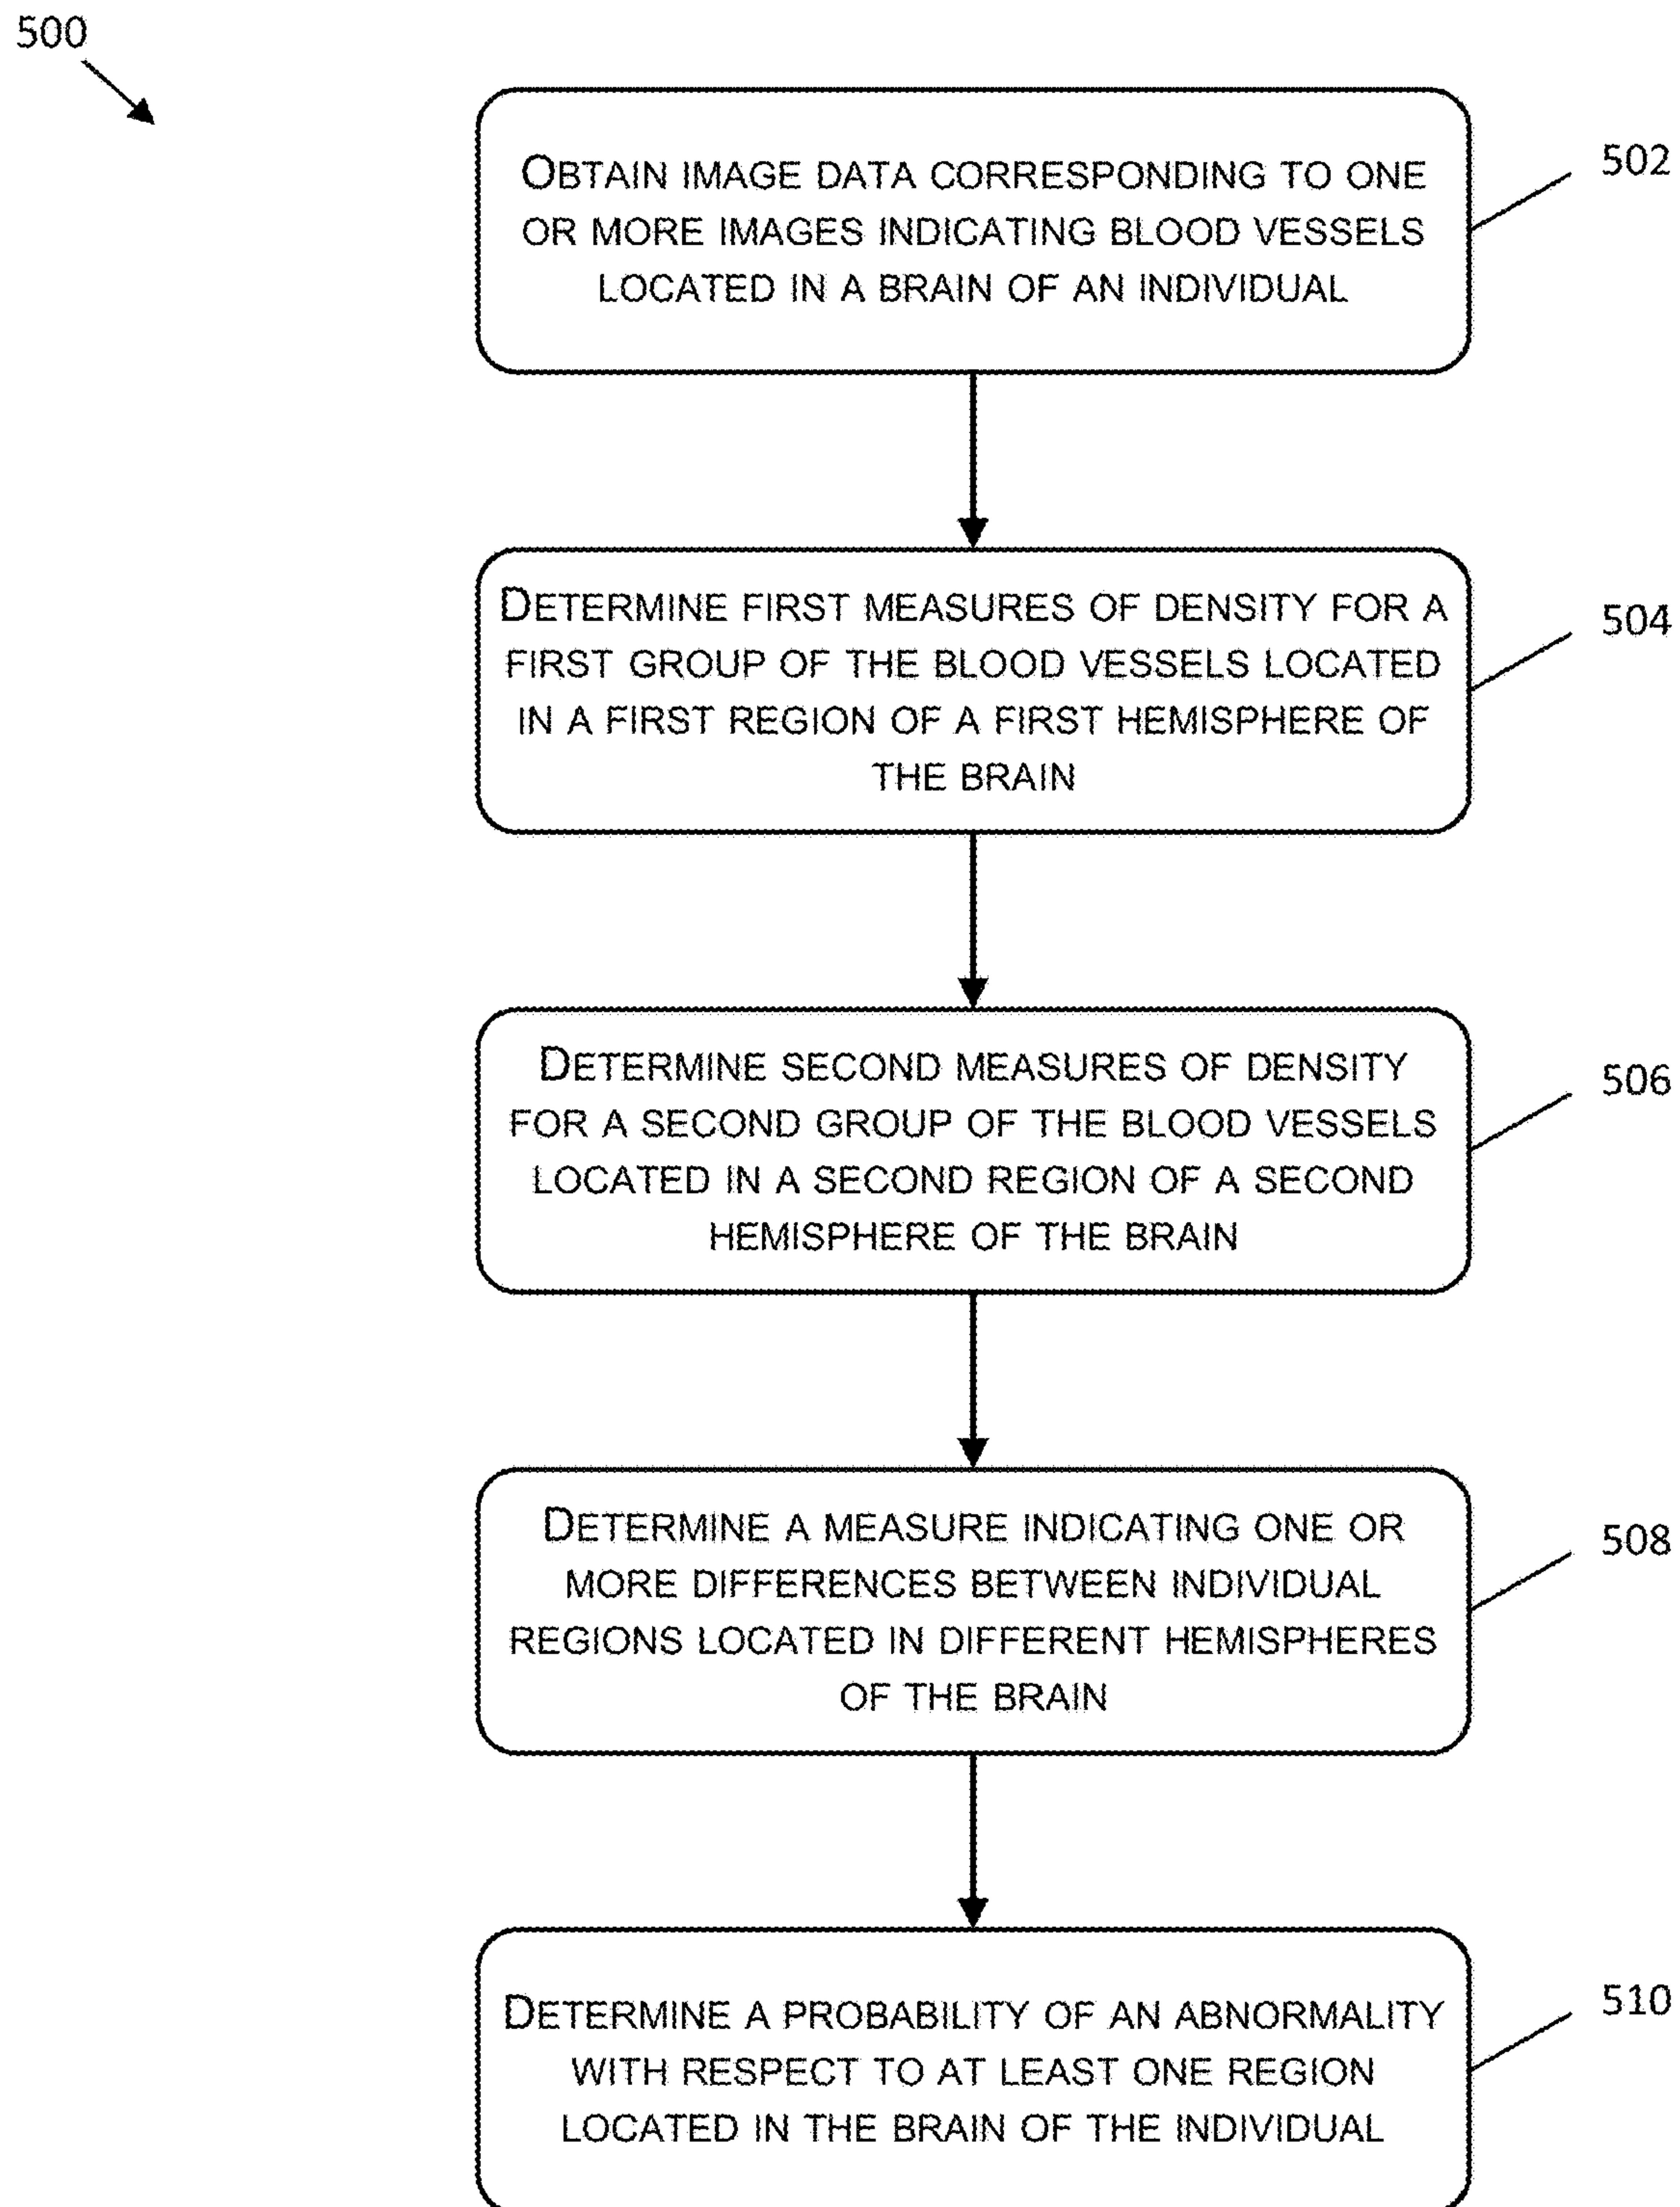 500
OBTAIN IMAGE DATA CORRESPONDING TO ONE
OR MORE IMAGES INDICATING BLOOD VESSELS
LOCATED IN A BRAIN OF AN INDIVIDUAL
502
DETERMINE FIRST MEASURES OF DENSITY FOR A
FIRST GROUP OF THE BLOOD VESSELS LOCATED
IN A FIRST REGION OF A FIRST HEMISPHERE OF
THE BRAIN
504
DETERMINE SECOND MEASURES OF DENSITY
FOR A SECOND GROUP OF THE BLOOD VESSELS
LOCATED IN A SECOND REGION OF A SECOND
HEMISPHERE OF THE BRAIN
506
DETERMINE A MEASURE INDICATING ONE OR
MORE DIFFERENCES BETWEEN INDIVIDUAL
REGIONS LOCATED IN DIFFERENT HEMISPHERES
OF THE BRAIN
508
DETERMINE A PROBABILITY OF AN ABNORMALITY
WITH RESPECT TO AT LEAST ONE REGION
LOCATED IN THE BRAIN OF THE INDIVIDUAL
510